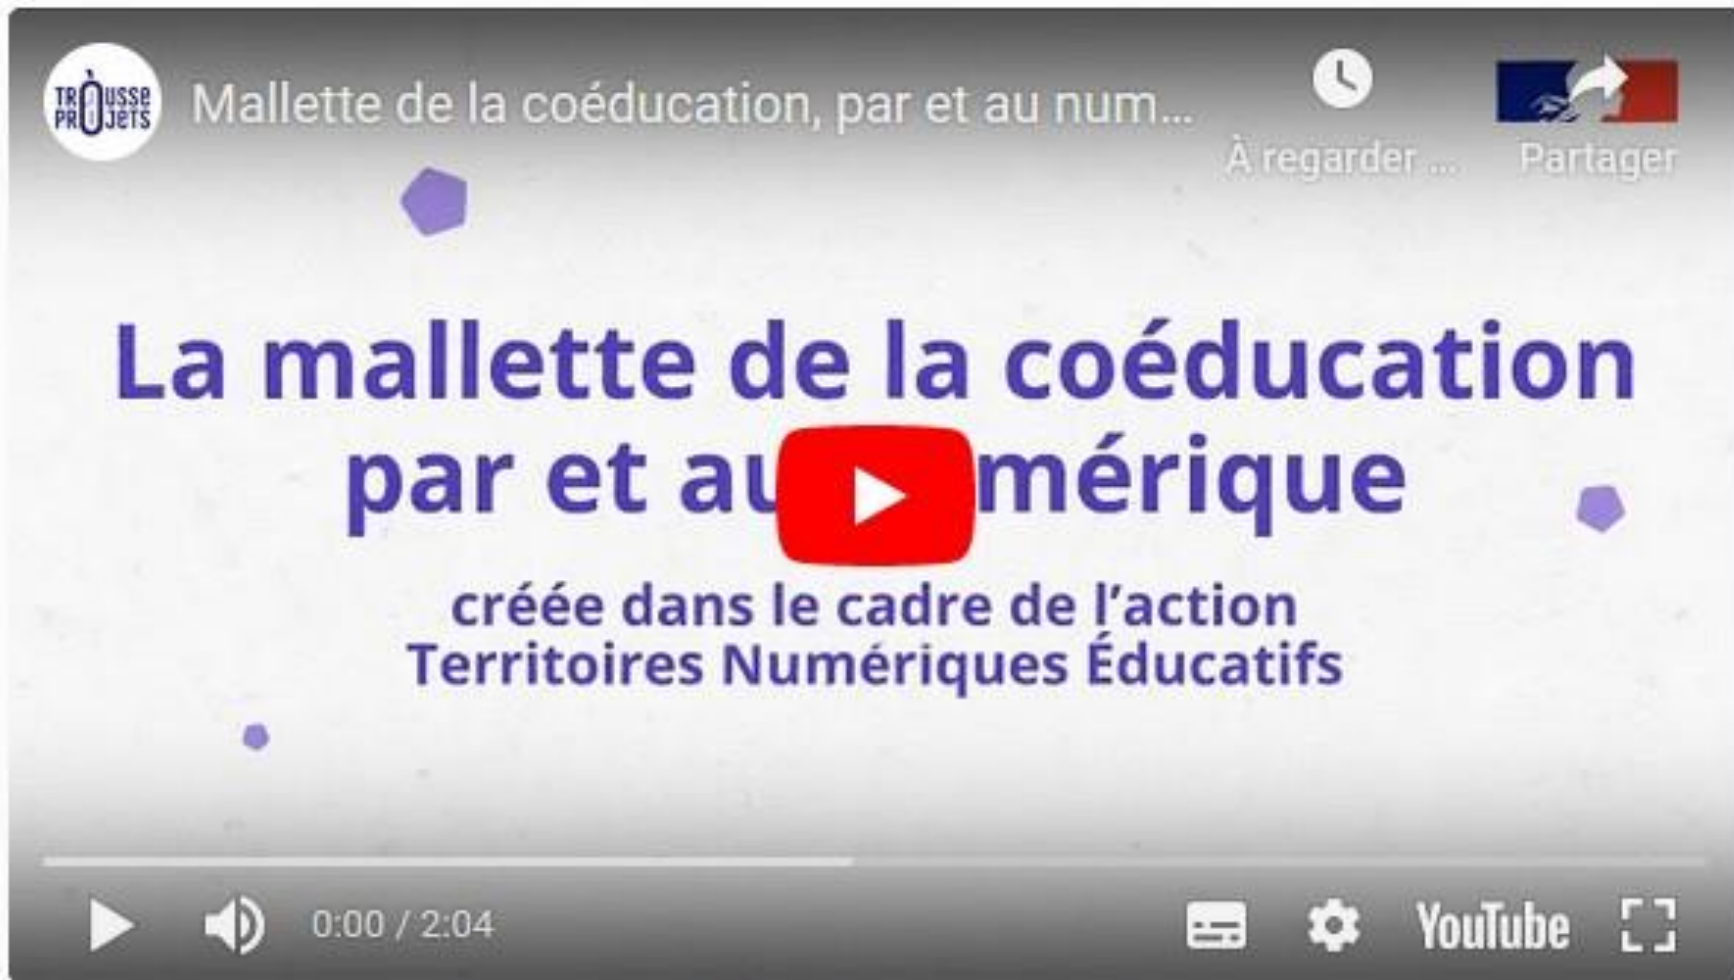 TROUSSE
PROJETS
Mallette de la coéducation, par et au num...
À regarder ...
Partager
La mallette de la coéducation
par et au mérique
créée dans le cadre de l'action
Territoires Numériques Éducatifs
0:00 / 2:04
YouTube